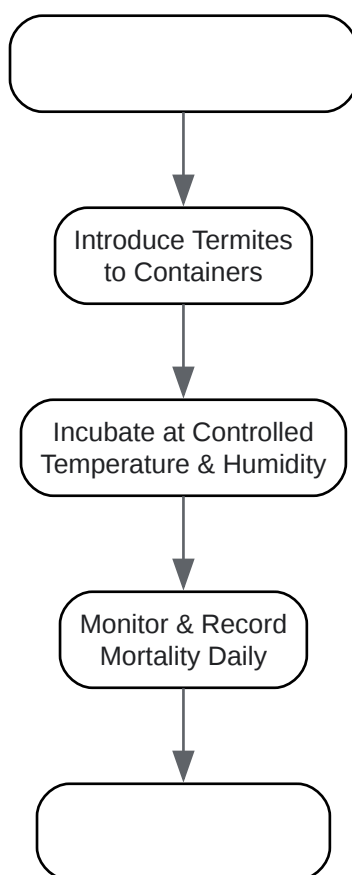 Introduce Termites
to Containers
Incubate at Controlled
Temperature & Humidity
Monitor & Record
Mortality Daily